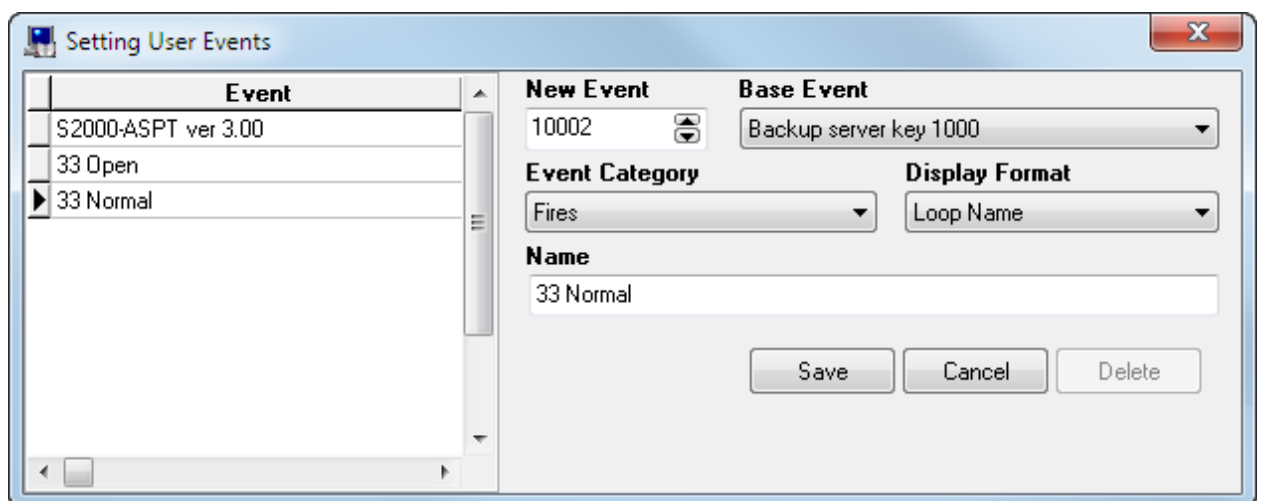 Setting User Events
Event
S2000-ASPT ver 3.00
33 Open
33 Normal
New Event
Base Event
10002
Backup server key 1000
Event Category
Display Format
Fires
Loop Name
Name
33 Normal
Save
Cancel
Delete